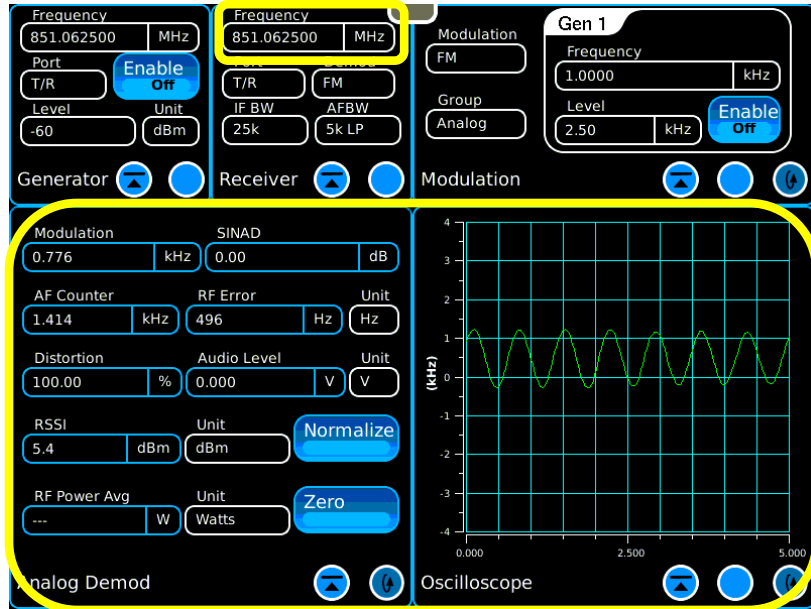 Frequency
851.062500 MHz
Port
T/R
Enable
Off
Level Unit
-60 dBm
Generator
Frequency
851.062500 MHz
Port Demod
T/R FM
IF BW AFBW
25k 5k LP
Receiver
Modulation
FM
Group
Analog
Gen 1
Frequency
1.0000 kHz
Level
2.50 kHz
Enable
Off
Modulation
Modulation SINAD
0.776 kHz 0.00 dB
AF Counter RF Error Unit
1.414 kHz 496 Hz Hz
Distortion Audio Level Unit
100.00 % 0.000 V V
RSSI Unit
5.4 dBm dBm
Normalize
RF Power Avg Unit
--- W Watts
Zero
Analog Demod
4
3
2
1
0
-1
-2
-3
-4
(kHz)
0.000 2.500 5.000
Oscilloscope